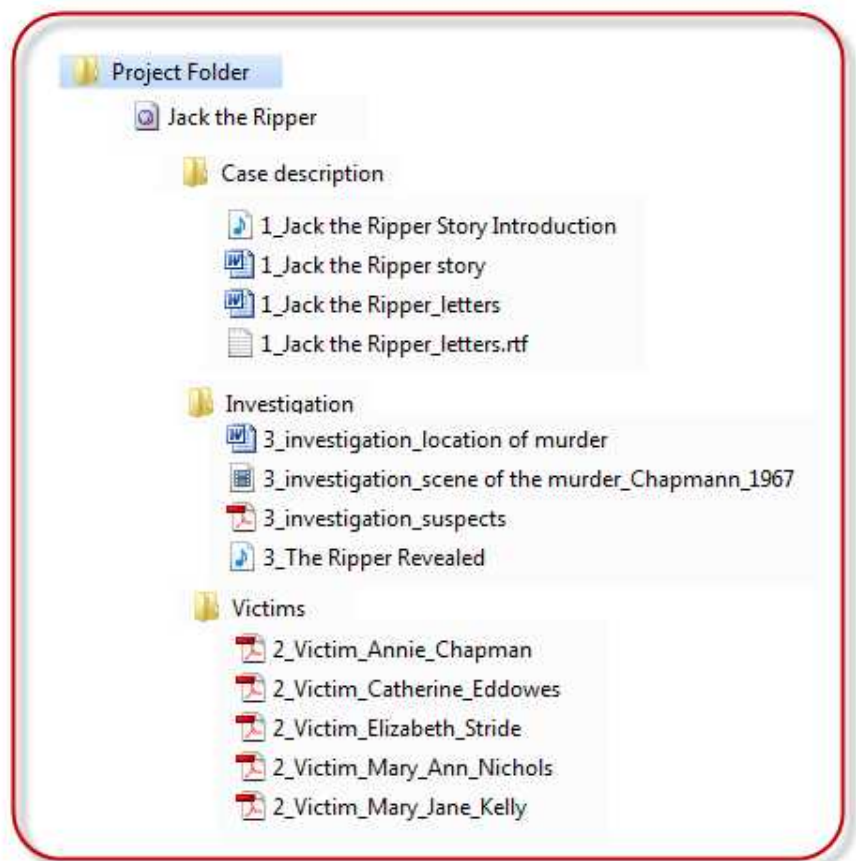 Project Folder
Jack the Ripper
Case description
1_Jack the Ripper Story Introduction
1_Jack the Ripper story
1_Jack the Ripper_letters
1_Jack the Ripper_letters.rtf
Investigation
3_investigation_location of murder
3_investigation_scene of the murder_Chapmann_1967
3_investigation_suspects
3_The Ripper Revealed
Victims
2_Victim_Annie_Chapman
2_Victim_Catherine_Eddowes
2_Victim_Elizabeth_Stride
2_Victim_Mary_Ann_Nichols
2_Victim_Mary_Jane_Kelly